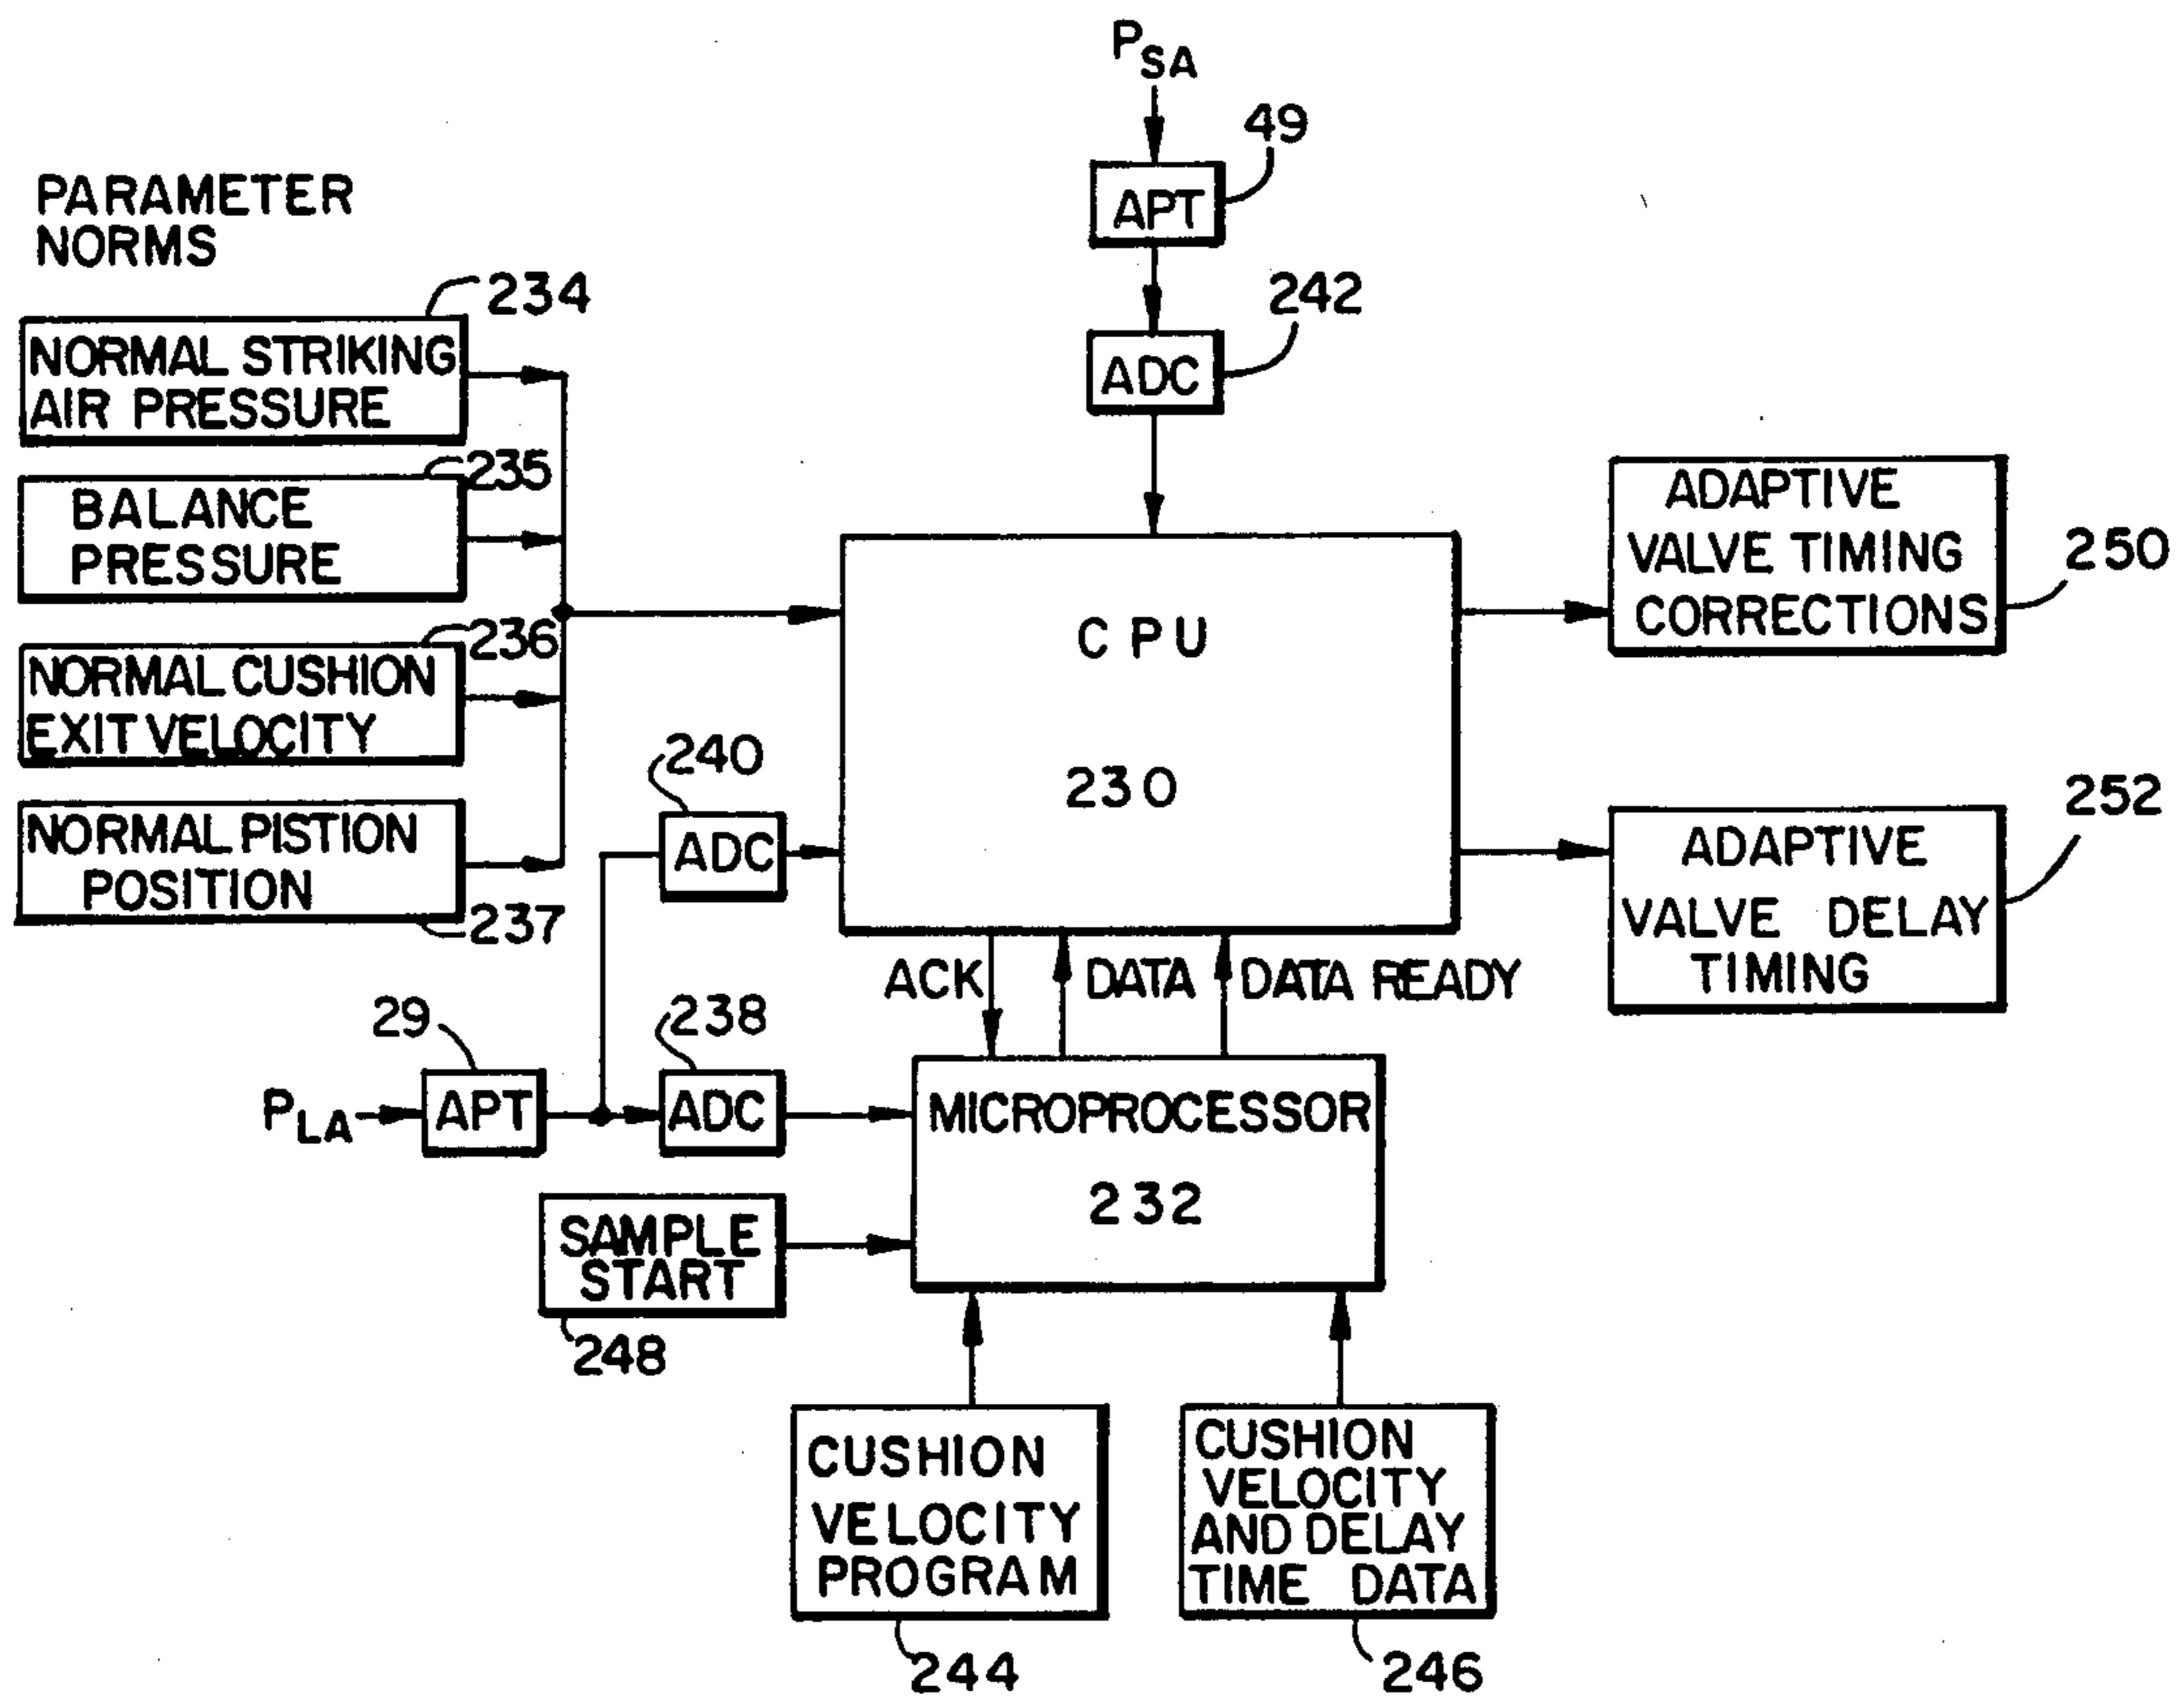 P SA
49
APT
PARAMETER
NORMS
242
234
ADC
NORMAL STRIKING
AIR PRESSURE
235
BALANCE
PRESSURE
ADAPTIVE
VALVE TIMING
CORRECTIONS
250
236
NORMAL CUSHION
EXIT VELOCITY
CPU
230
240
ADC
252
NORMAL PISTION
POSITION
237
ADAPTIVE
VALVE DELAY
TIMING
ACK
DATA
DATA READY
29
238
P LA
APT
ADC
MICROPROCESSOR
232
SAMPLE
START
248
CUSHION
VELOCITY
PROGRAM
CUSHION
VELOCITY
AND DELAY
TIME DATA
244
246